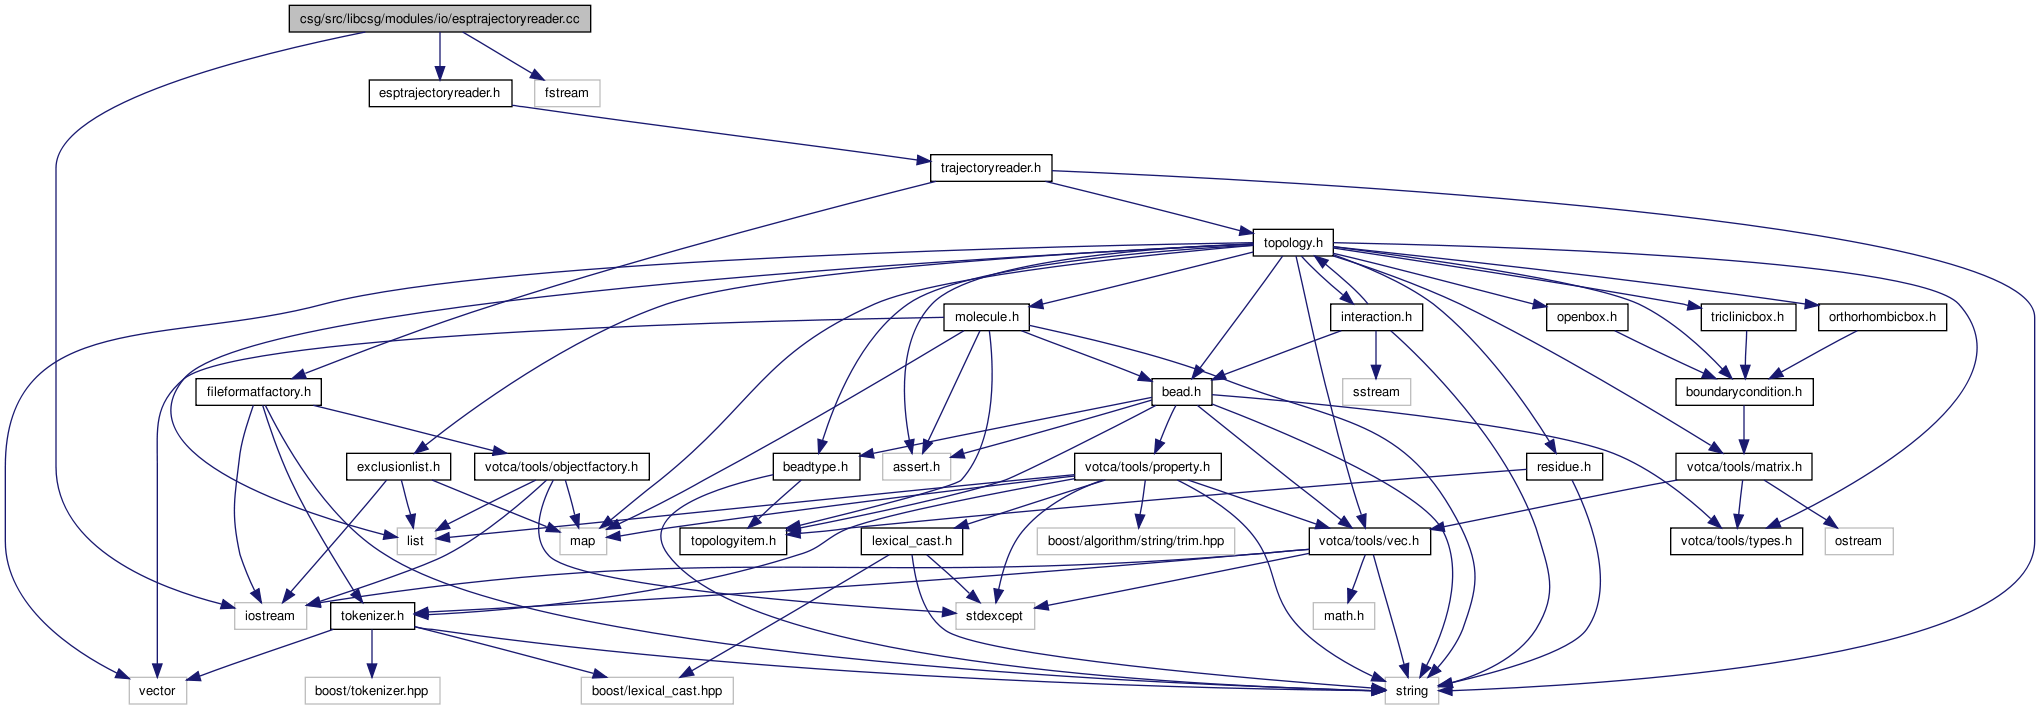 csg/src/libcsg/modules/io/esptrajectoryreader.cc
esptrajectoryreader.h
fstream
trajectoryreader.h
topology.h
molecule.h
interaction.h
openbox.h
triclinicbox.h
orthorhombicbox.h
fileformatfactory.h
bead.h
sstream
boundarycondition.h
exclusionlist.h
votca/tools/objectfactory.h
beadtype.h
assert.h
votca/tools/property.h
residue.h
votca/tools/matrix.h
list
map
topologyitem.h
lexical_cast.h
boost/algorithm/string/trim.hpp
votca/tools/vec.h
votca/tools/types.h
ostream
iostream
tokenizer.h
stdexcept
math.h
vector
boost/tokenizer.hpp
boost/lexical_cast.hpp
string